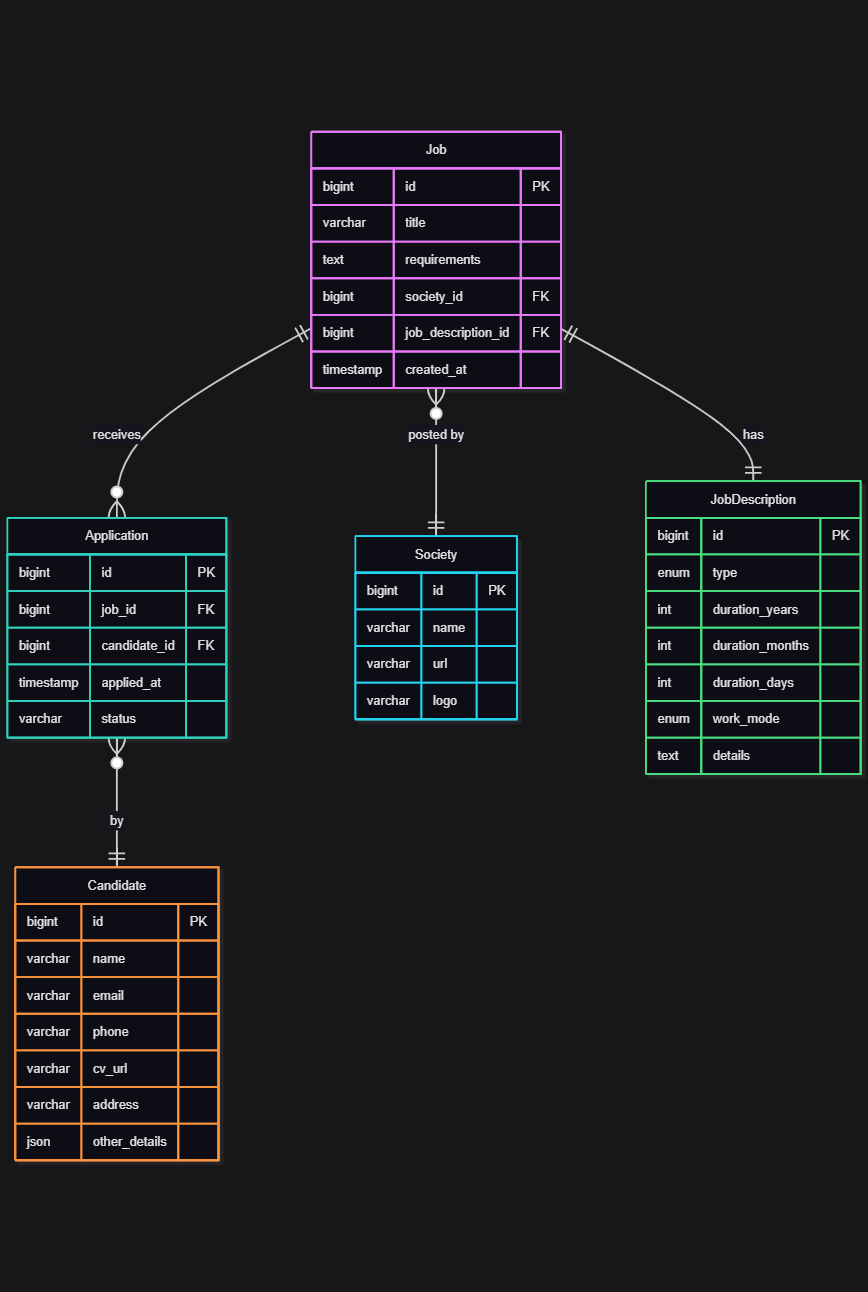 Job
bigint id PK
varchar title
text requirements
bigint society_id FK
bigint job_description_id FK
timestamp created_at
receives
posted by
has
Application
bigint id PK
bigint job_id FK
bigint candidate_id FK
timestamp applied_at
varchar status
Society
bigint id PK
varchar name
varchar url
varchar logo
JobDescription
bigint id PK
enum type
int duration_years
int duration_months
int duration_days
enum work_mode
text details
by
Candidate
bigint id PK
varchar name
varchar email
varchar phone
varchar cv_url
varchar address
json other_details